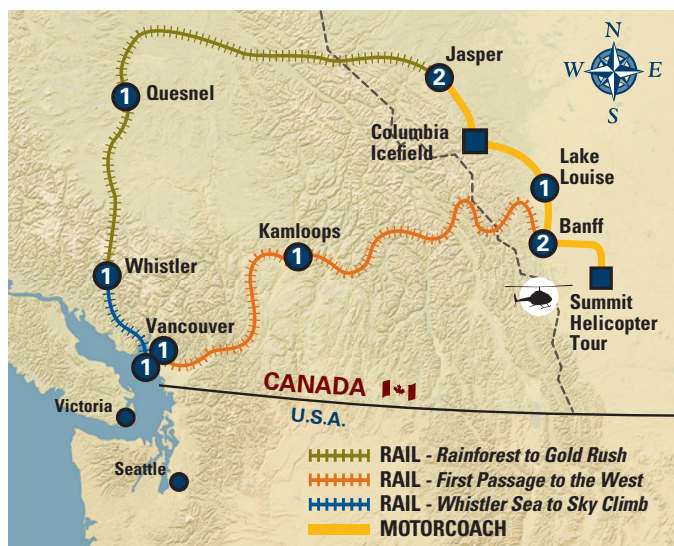 N
W
E
S
Jasper
2
1
Quesnel
Columbia
Icefield
Lake
Louise
1
Banff
2
Kamloops
1
Whistler
1
Summit
Helicopter
Tour
Vancouver
1
1
CANADA
U.S.A.
Victoria
Seattle
RAIL - Rainforest to Gold Rush
RAIL - First Passage to the West
RAIL - Whistler Sea to Sky Climb
MOTORCOACH